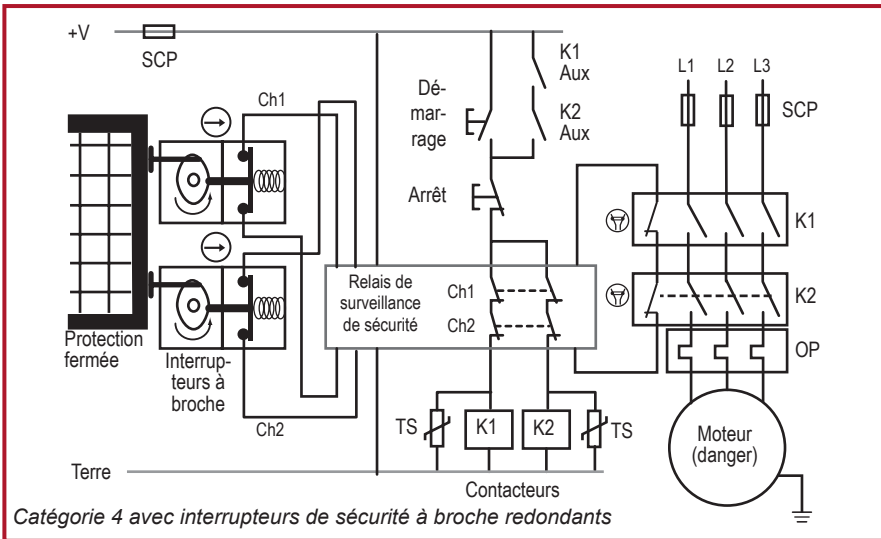 +V
SCP
K1
Aux
L1 L2 L3
Ch1
Dé-
mar-
rage
K2
Aux
SCP
Arrêt
K1
Relais de
surveillance
de sécurité
Ch1
Ch2
K2
Protection
fermée
Interrup-
teurs à
broche
OP
Ch2
TS
K1
K2
TS
Moteur
(danger)
Terre
Contacteurs
Catégorie 4 avec interrupteurs de sécurité à broche redondants